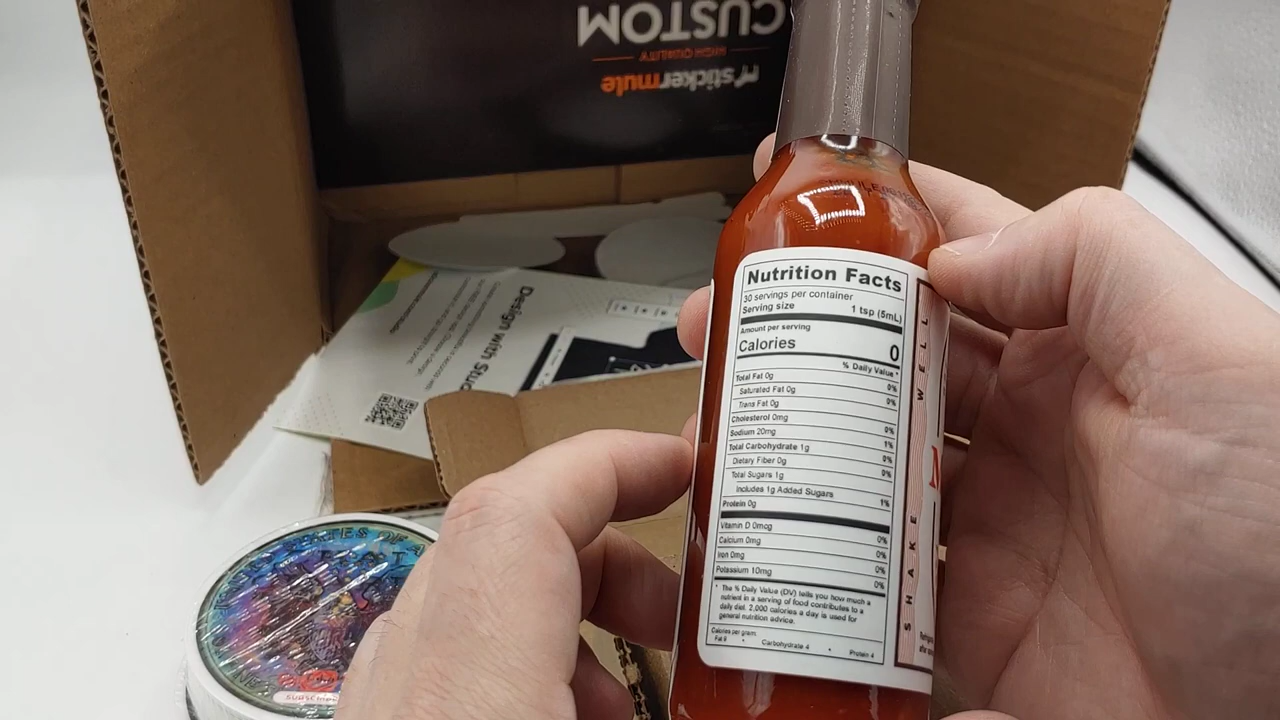 CUSTOM
HIGH QUALITY
stickermule
Design with Stud
Nutrition Facts
30 servings per container
Serving size 1 tsp (5mL)
Amount per serving
Calories 0
% Daily Value*
Total Fat 0g 0%
Saturated Fat 0g 0%
Trans Fat 0g
Cholesterol 0mg 0%
Sodium 20mg 1%
Total Carbohydrate 1g 0%
Dietary Fiber 0g 0%
Total Sugars 1g
Includes 1g Added Sugars 1%
Protein 0g
Vitamin D 0mcg 0%
Calcium 0mg 0%
Iron 0mg 0%
Potassium 10mg 0%
* The % Daily Value (DV) tells you how much a
nutrient in a serving of food contributes to a
daily diet. 2,000 calories a day is used for
general nutrition advice.
Calories per gram:
Fat 9 • Carbohydrate 4 • Protein 4
SHAKE WELL
STATES OF A